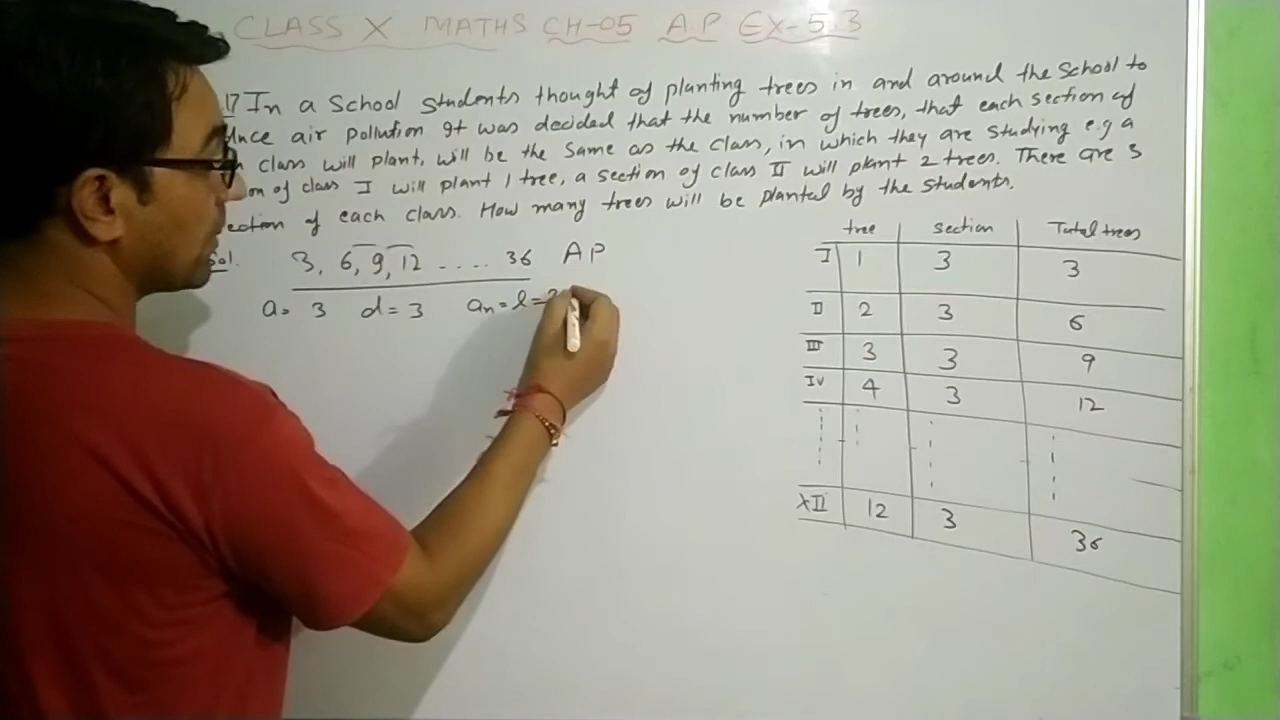 CLASS X MATHS CH-05 A.P EX-5.3
17 In a School Students thought of planting trees in and around the School to
air pollution It was decided that the number of trees, that each section of
class will plant, will be the Same as the Class, in which they are studying e.g a
of class I will plant 1 tree, a section of class II will plant 2 trees. There are 3
of each class. How many trees will be planted by the Students.
Sol.
3, 6, 9, 12 .... 36 AP
a= 3 d=3 an = l =
tree section Total trees
I 1 3 3
II 2 3 6
III 3 3 9
IV 4 3 12
XII 12 3 36